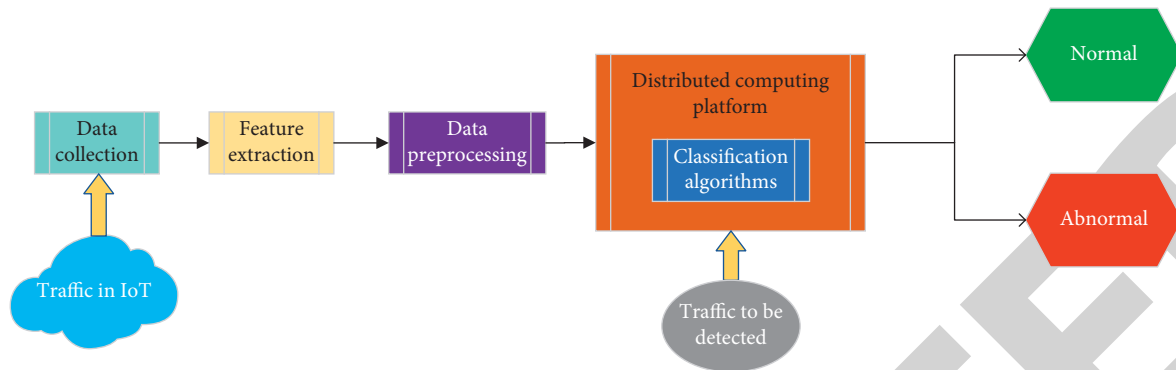 Data
collection
Feature
extraction
Data
preprocessing
Distributed computing
platform
Classification
algorithms
Normal
Abnormal
Traffic in IoT
Traffic to be
detected